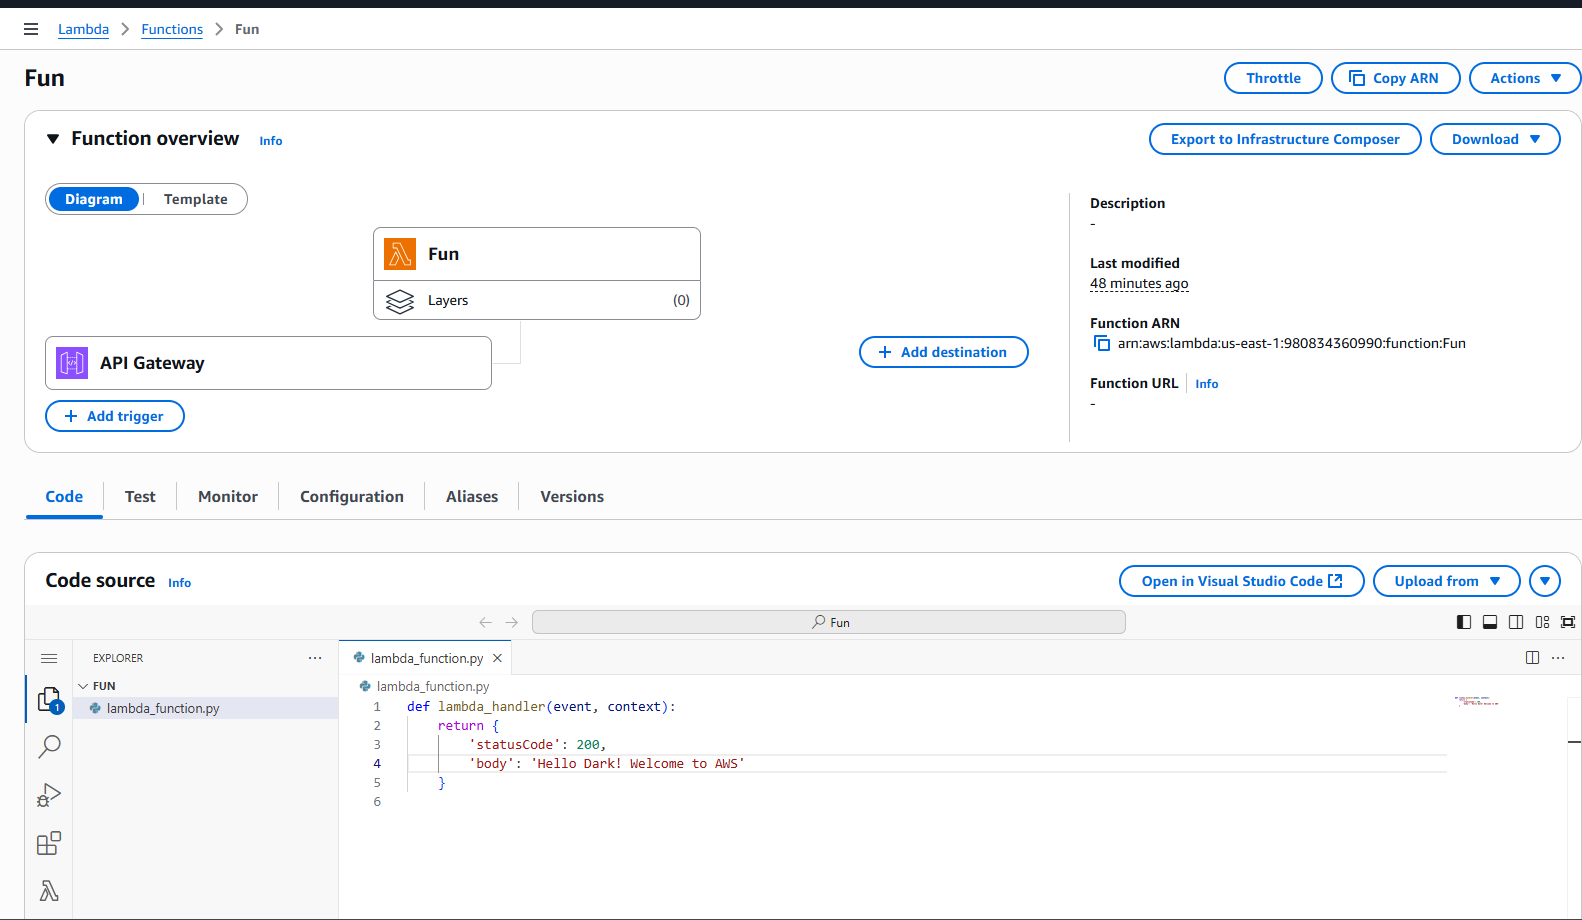 Lambda > Functions > Fun
Fun
Throttle
Copy ARN
Actions
Function overview Info
Export to Infrastructure Composer
Download
Diagram | Template
Fun
Layers (0)
API Gateway
+ Add trigger
+ Add destination
Description
-
Last modified
48 minutes ago
Function ARN
arn:aws:lambda:us-east-1:980834360990:function:Fun
Function URL | Info
-
Code
Test
Monitor
Configuration
Aliases
Versions
Code source Info
Open in Visual Studio Code
Upload from
Fun
EXPLORER ...
FUN
1
lambda_function.py
lambda_function.py ×
lambda_function.py
1 def lambda_handler(event, context):
2 return {
3 'statusCode': 200,
4 'body': 'Hello Dark! Welcome to AWS'
5 }
6